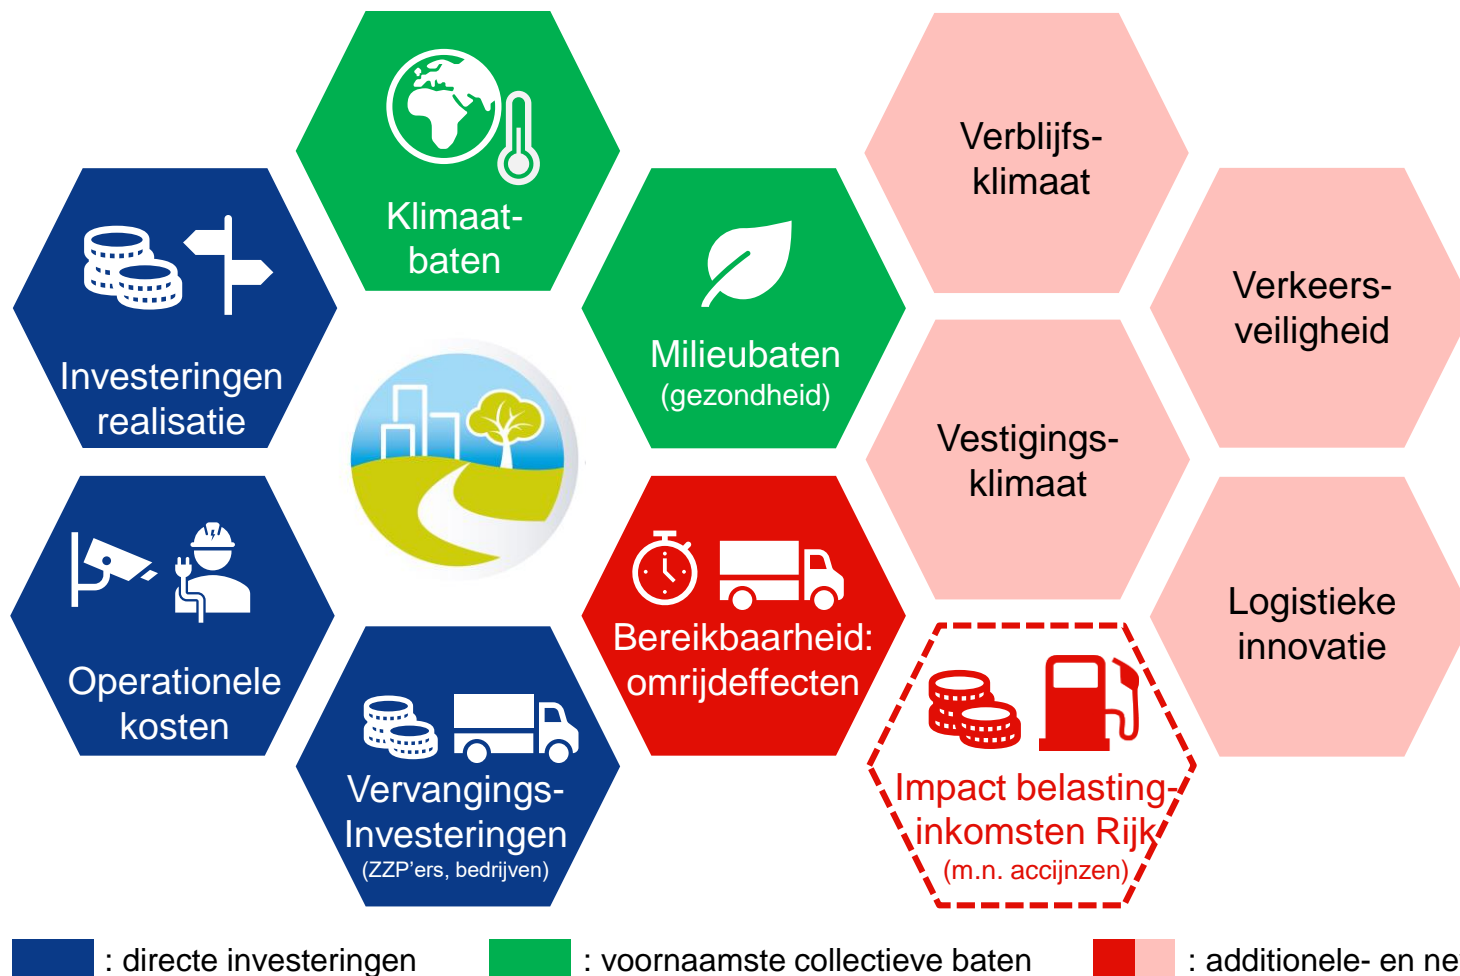 Klimaat-
baten
Verblijfs-
klimaat
Investeringen
realisatie
Milieubaten
(gezondheid)
Verkeers-
veiligheid
Vestigings-
klimaat
Operationele
kosten
Bereikbaarheid:
omrijdeffecten
Logistieke
innovatie
Vervangings-
Investeringen
(ZZP'ers, bedrijven)
Impact belasting-
inkomsten Rijk
(m.n. accijnzen)
: directe investeringen
: voornaamste collectieve baten
: additionele- en ne